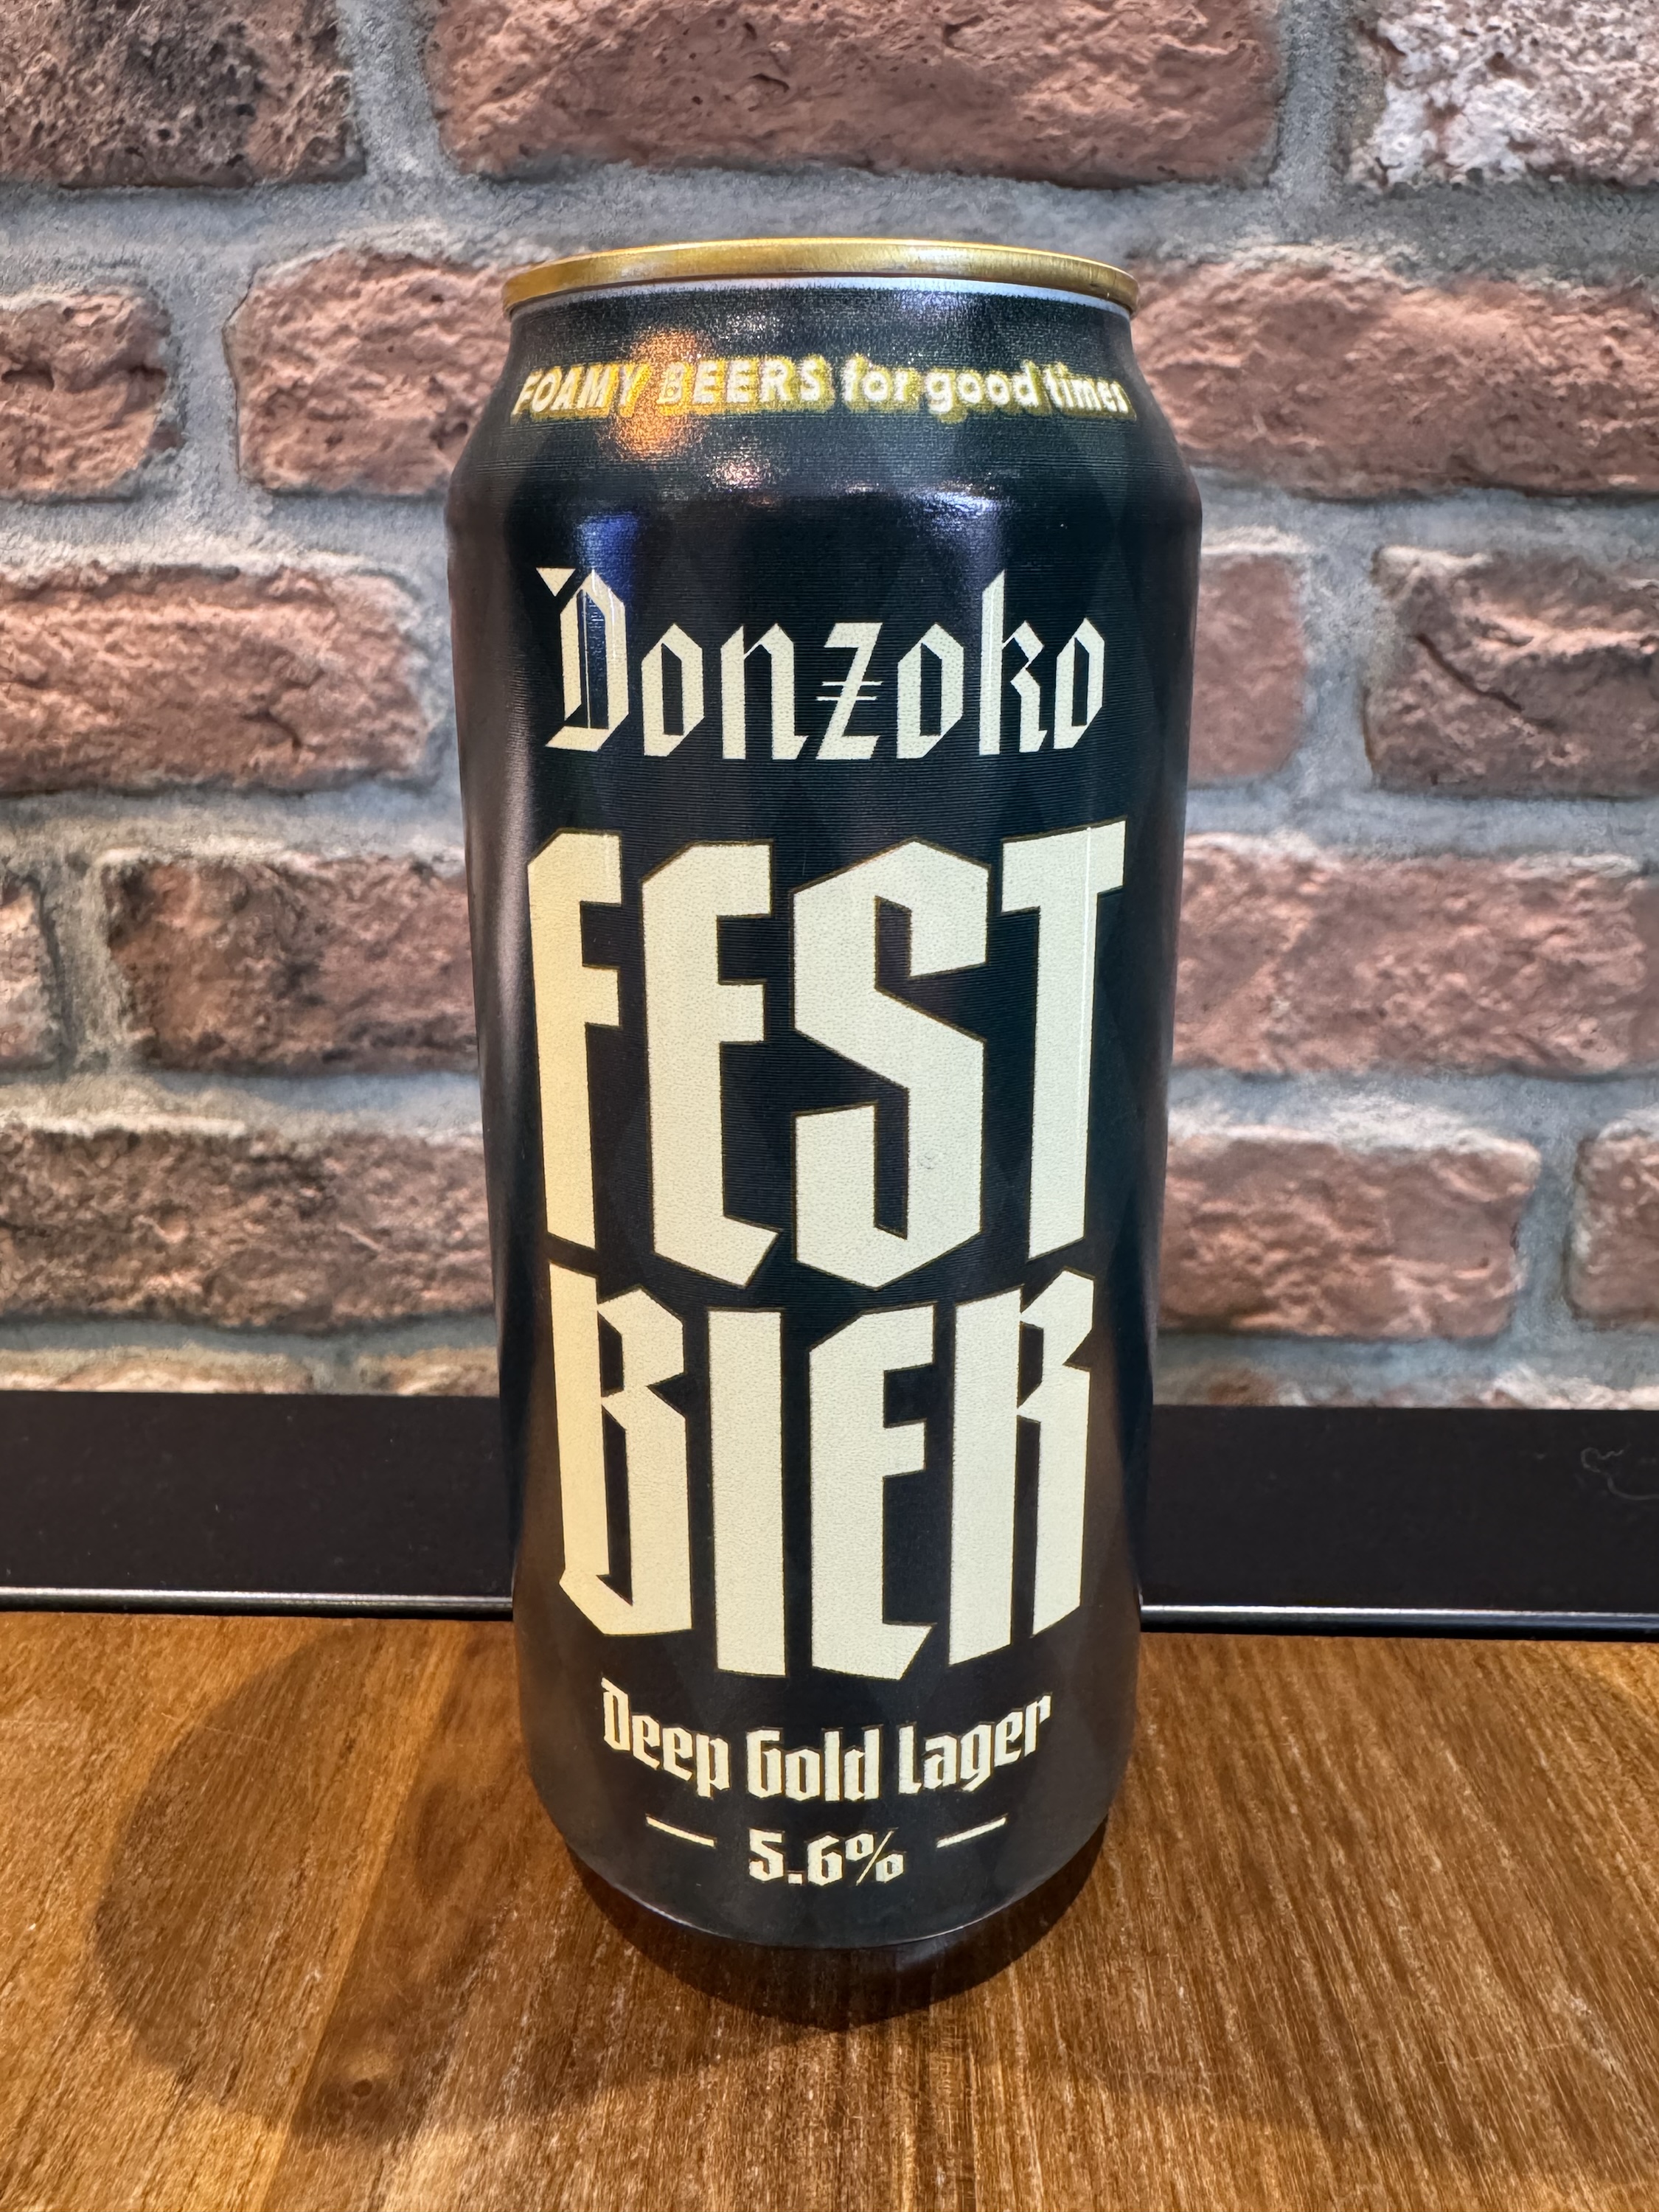 FOAMY BEERS for good times
Donzoko
FEST
BIER
Deep Gold Lager
5.6%